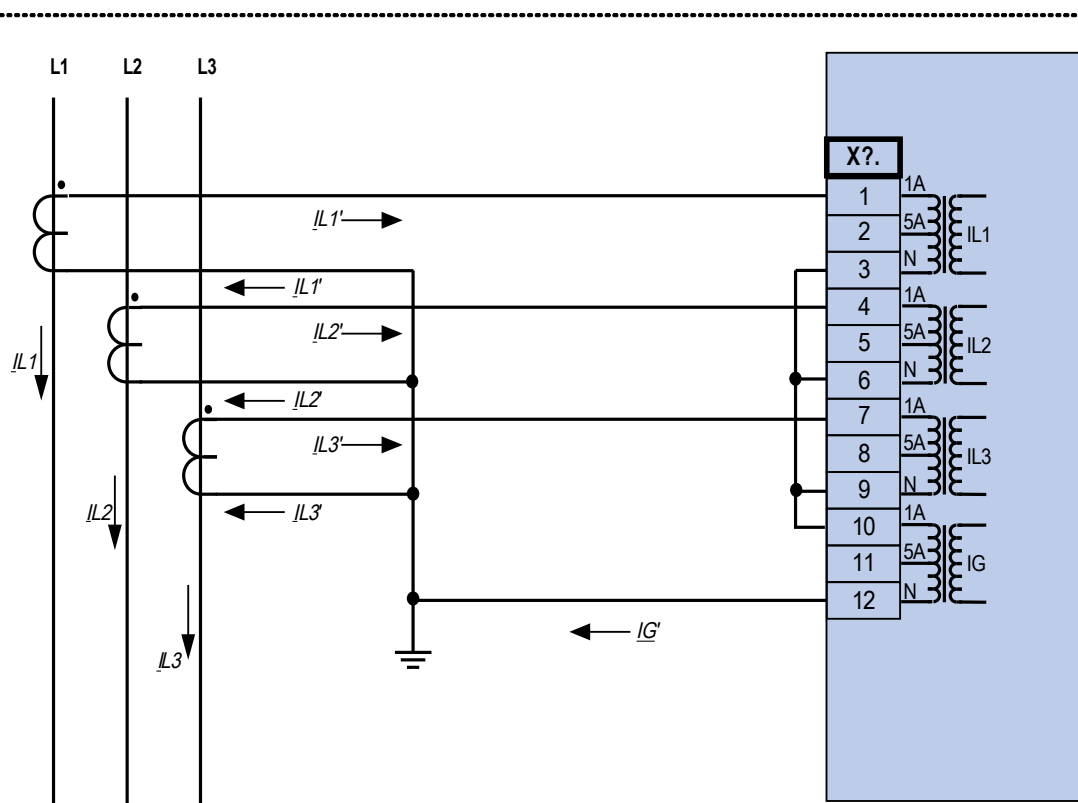 L1 L2 L3
X?.
1 1A
IL1'
2 5A IL1
3 N
IL1'
4 1A
IL2'
5 5A IL2
IL1
6 N
IL2'
7 1A
IL3'
8 5A IL3
9 N
IL2
IL3'
10 1A
11 5A IG
12 N
IG'
IL3